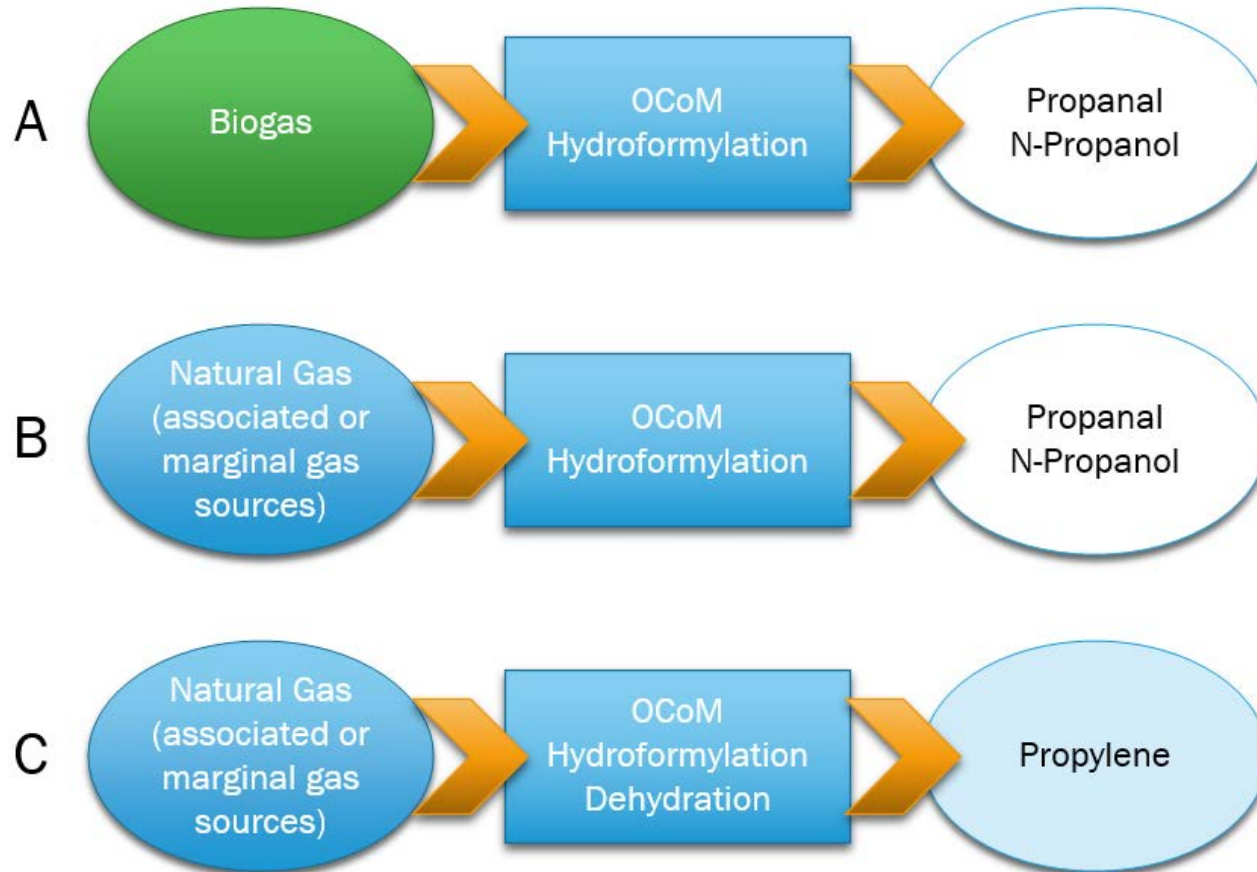 A
Biogas
OCoM
Hydroformylation
Propanal
N-Propanol
B
Natural Gas
(associated or
marginal gas
sources)
OCoM
Hydroformylation
Propanal
N-Propanol
C
Natural Gas
(associated or
marginal gas
sources)
OCoM
Hydroformylation
Dehydration
Propylene